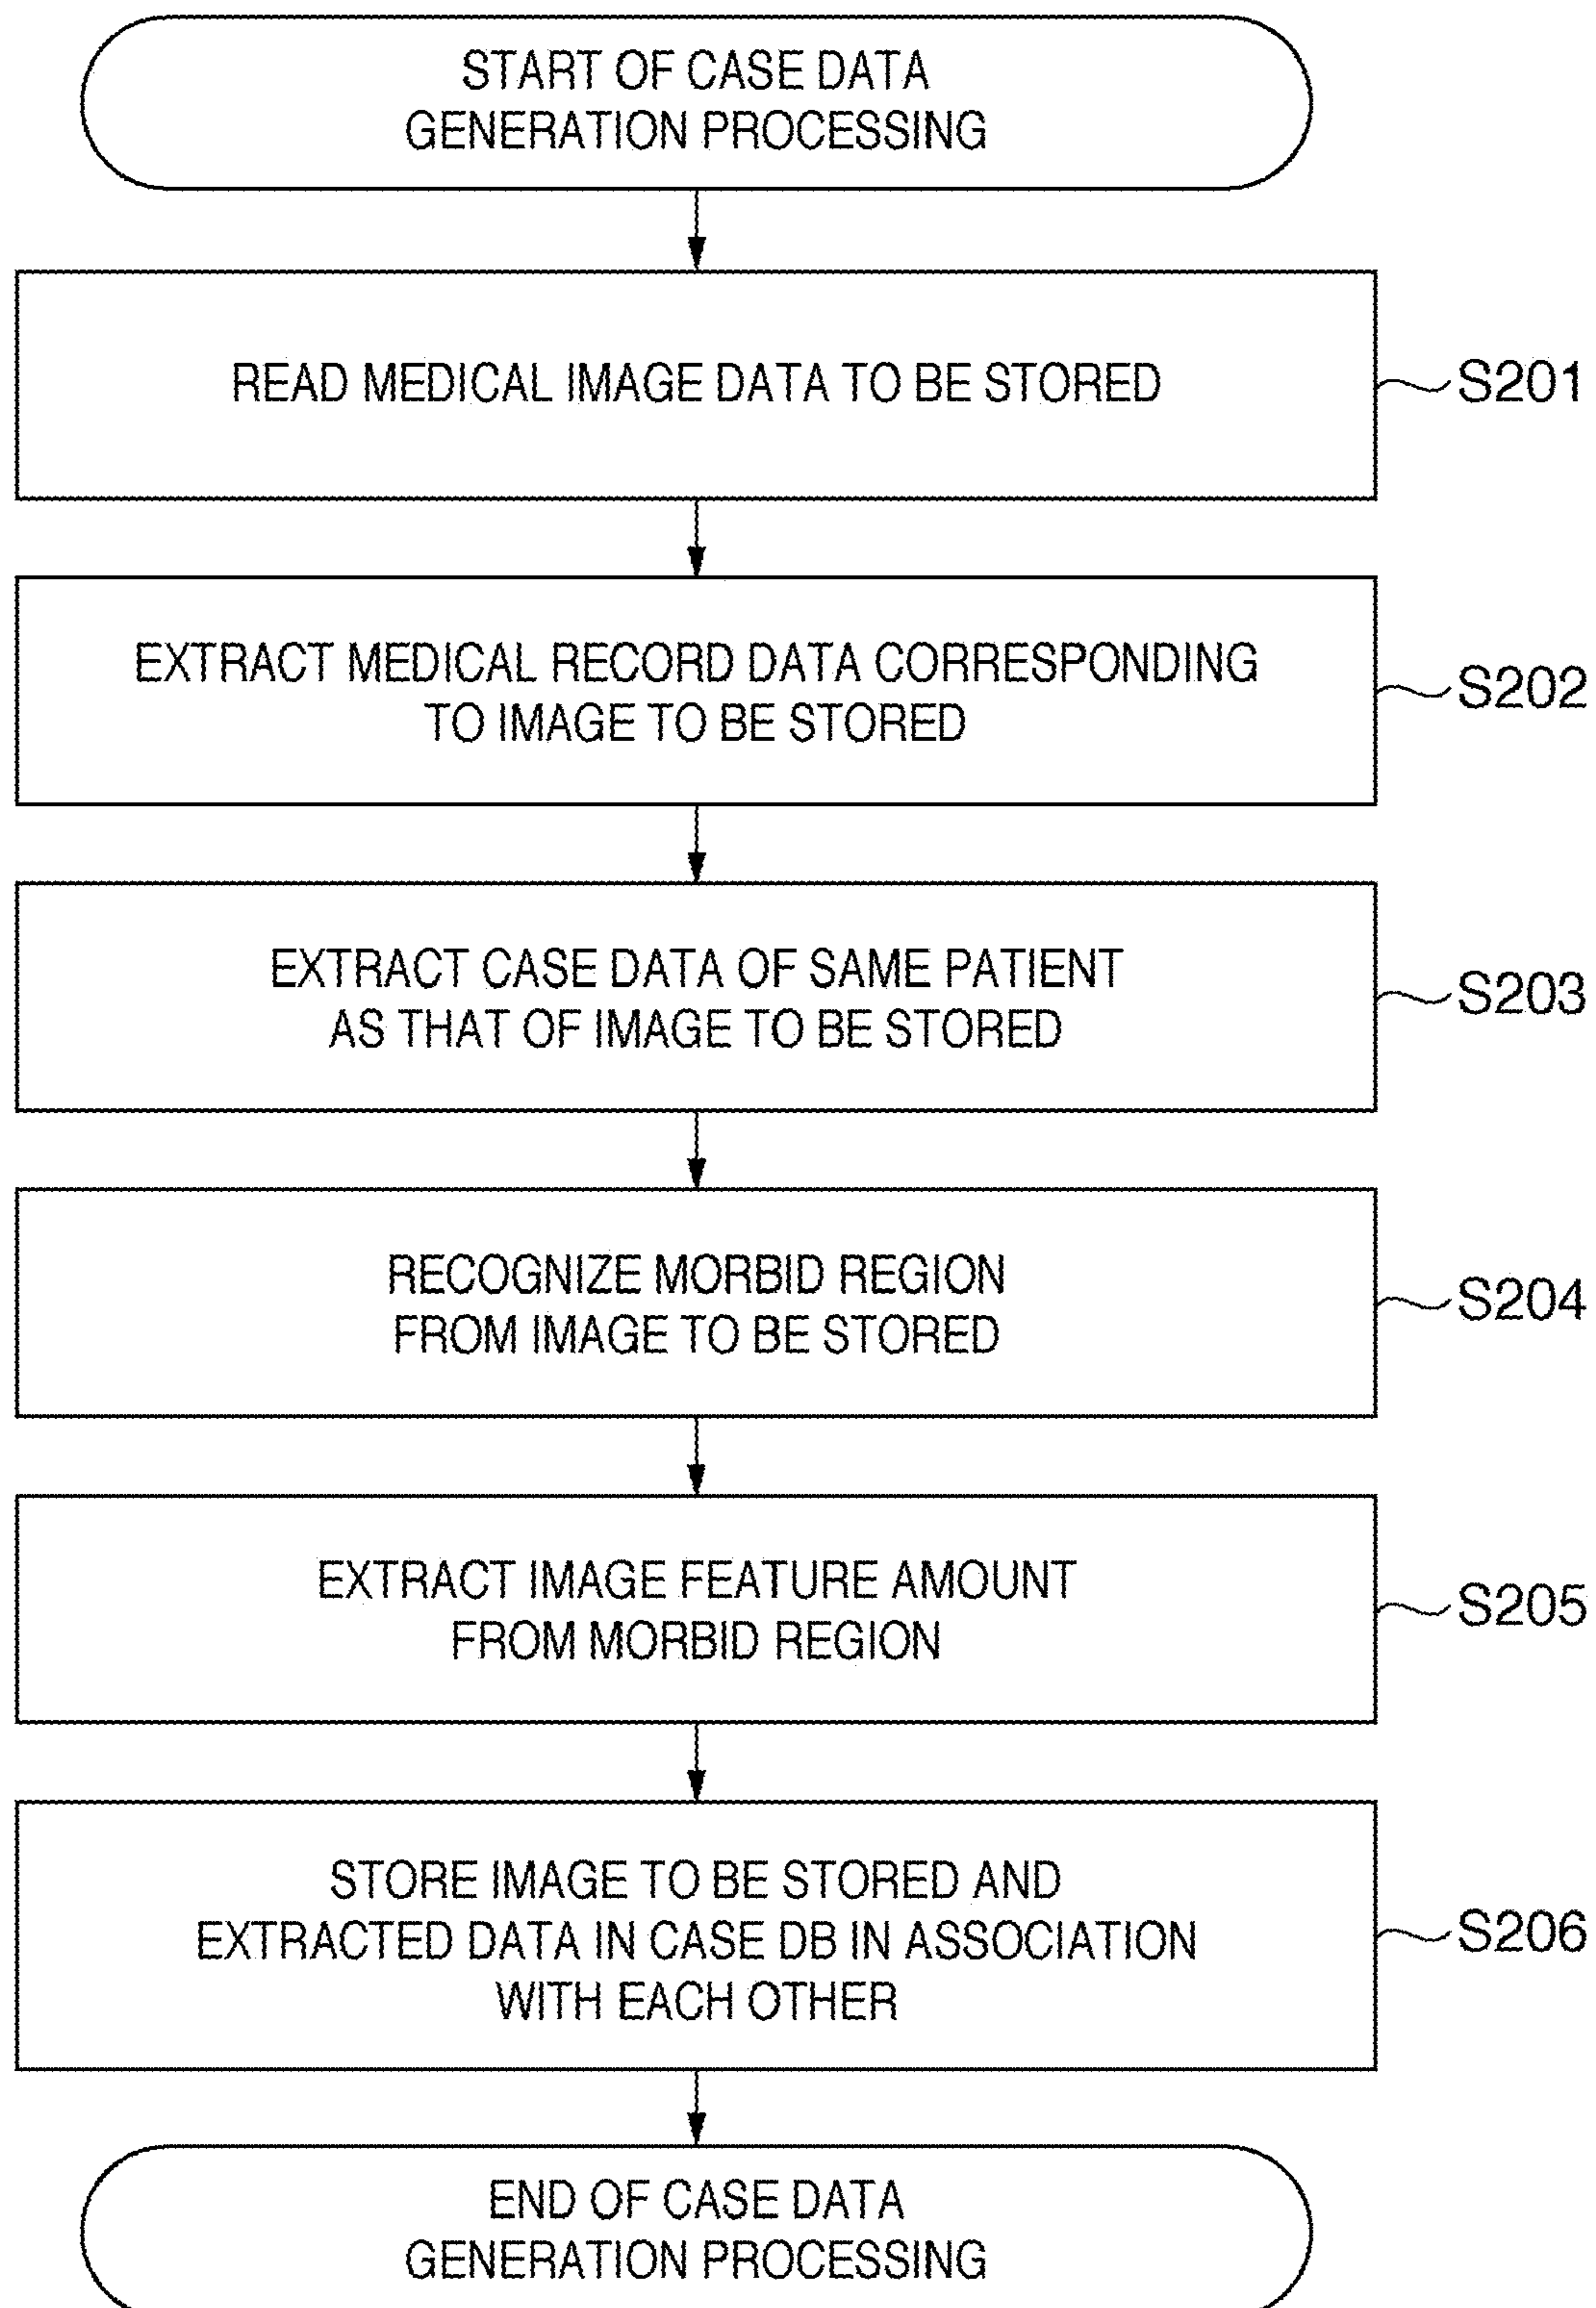 START OF CASE DATA
GENERATION PROCESSING
READ MEDICAL IMAGE DATA TO BE STORED
S201
EXTRACT MEDICAL RECORD DATA CORRESPONDING
TO IMAGE TO BE STORED
S202
EXTRACT CASE DATA OF SAME PATIENT
AS THAT OF IMAGE TO BE STORED
S203
RECOGNIZE MORBID REGION
FROM IMAGE TO BE STORED
S204
EXTRACT IMAGE FEATURE AMOUNT
FROM MORBID REGION
S205
STORE IMAGE TO BE STORED AND
EXTRACTED DATA IN CASE DB IN ASSOCIATION
WITH EACH OTHER
S206
END OF CASE DATA
GENERATION PROCESSING